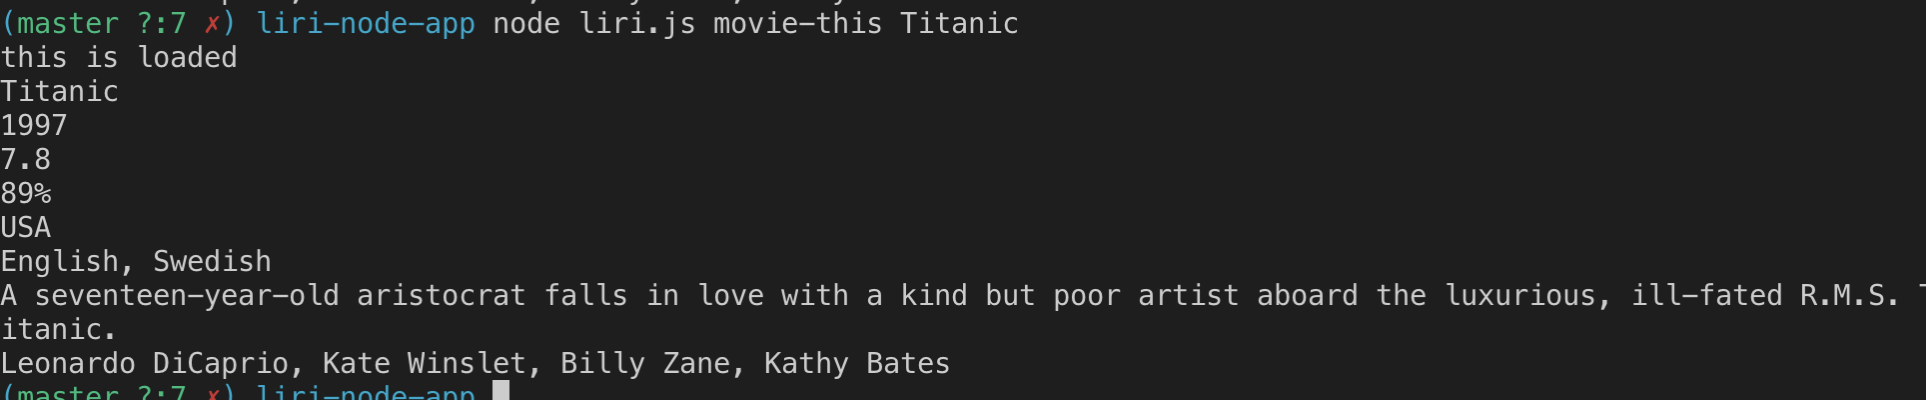 (master ?:7 ✗) liri-node-app node liri.js movie-this Titanic
this is loaded
Titanic
1997
7.8
89%
USA
English, Swedish
A seventeen-year-old aristocrat falls in love with a kind but poor artist aboard the luxurious, ill-fated R.M.S. T
itanic.
Leonardo DiCaprio, Kate Winslet, Billy Zane, Kathy Bates
(master ?:7 ✗) liri-node-app